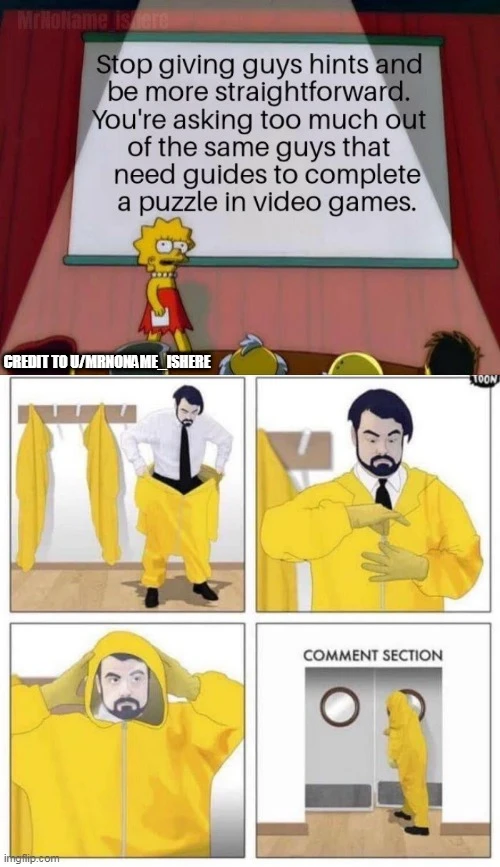 MrNoName_ishere
Stop giving guys hints and
be more straightforward.
You're asking too much out
of the same guys that
need guides to complete
a puzzle in video games.
CREDIT TO U/MRNONAME_ISHERE
TOON
COMMENT SECTION
imgflip.com